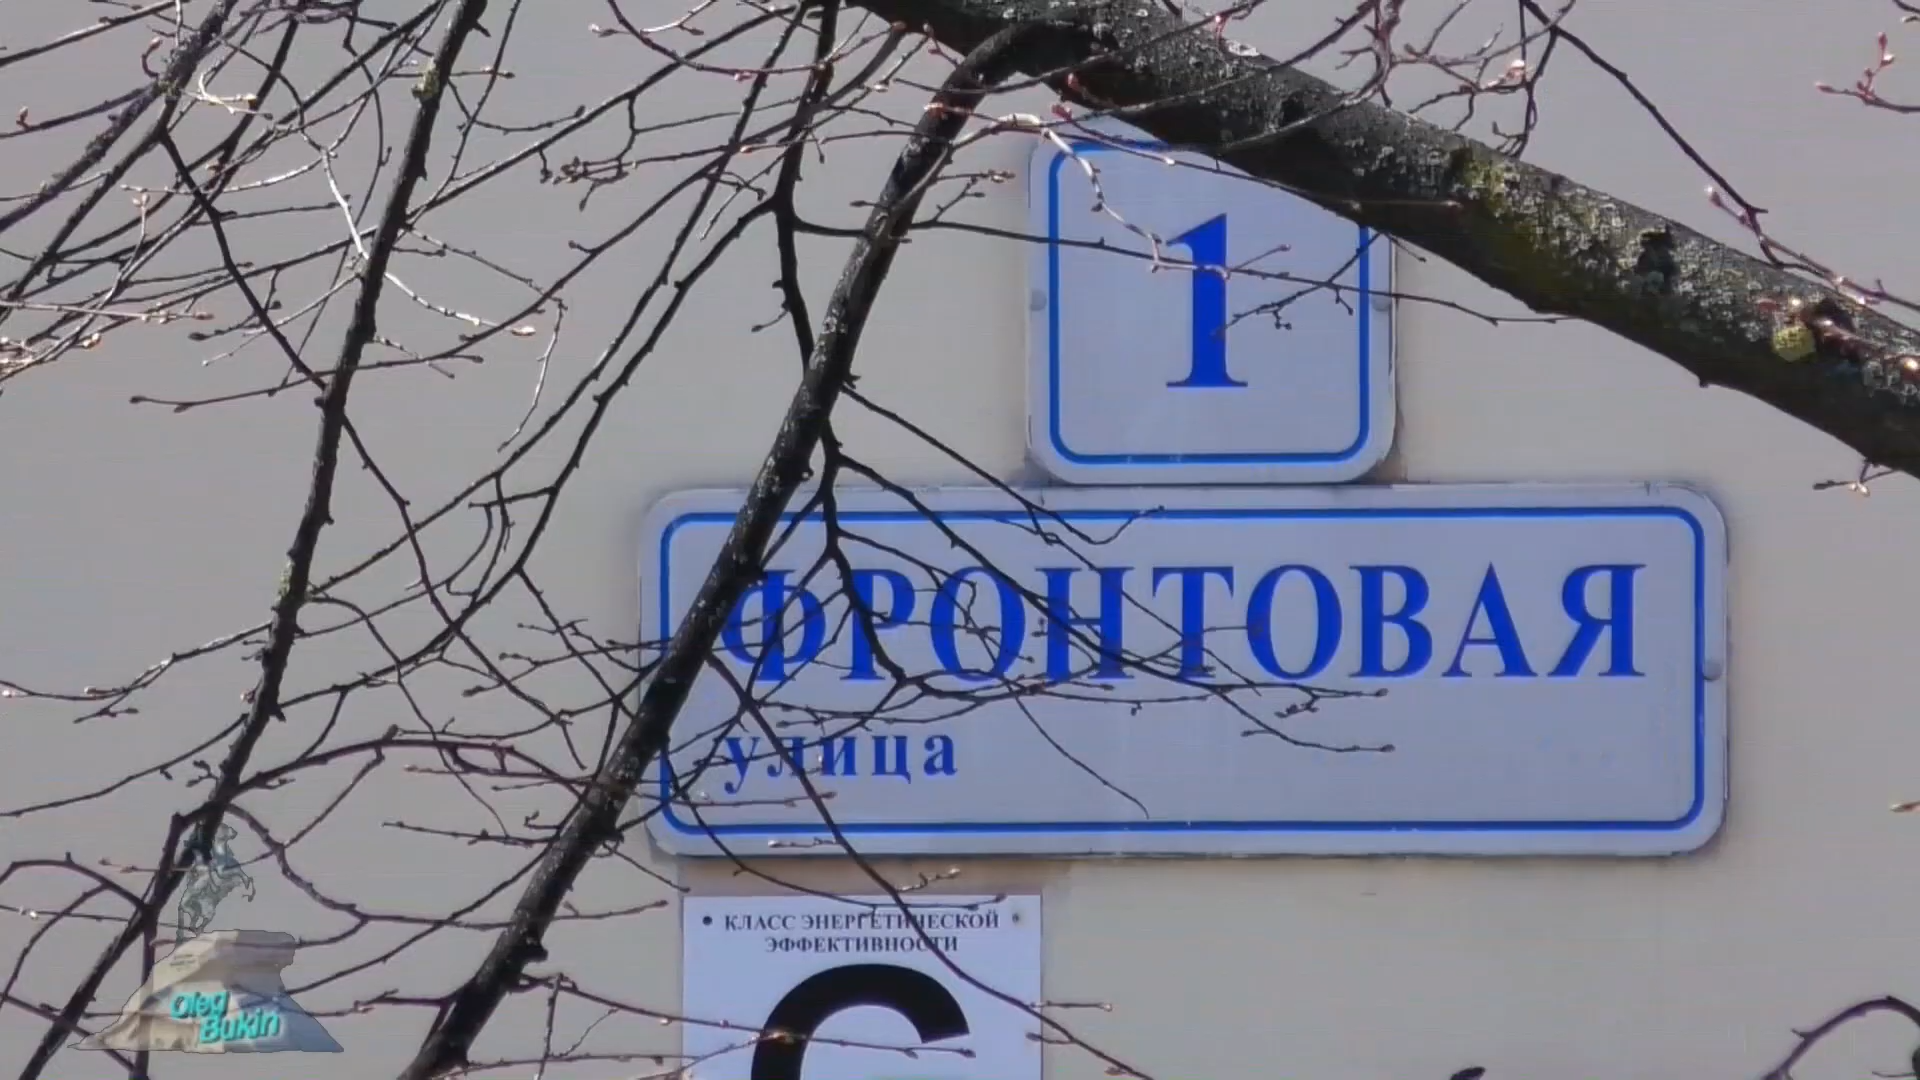 1
ФРОНТОВАЯ
улица
КЛАСС ЭНЕРГЕТИЧЕСКОЙ
ЭФФЕКТИВНОСТИ
C
Oleg
Bukin